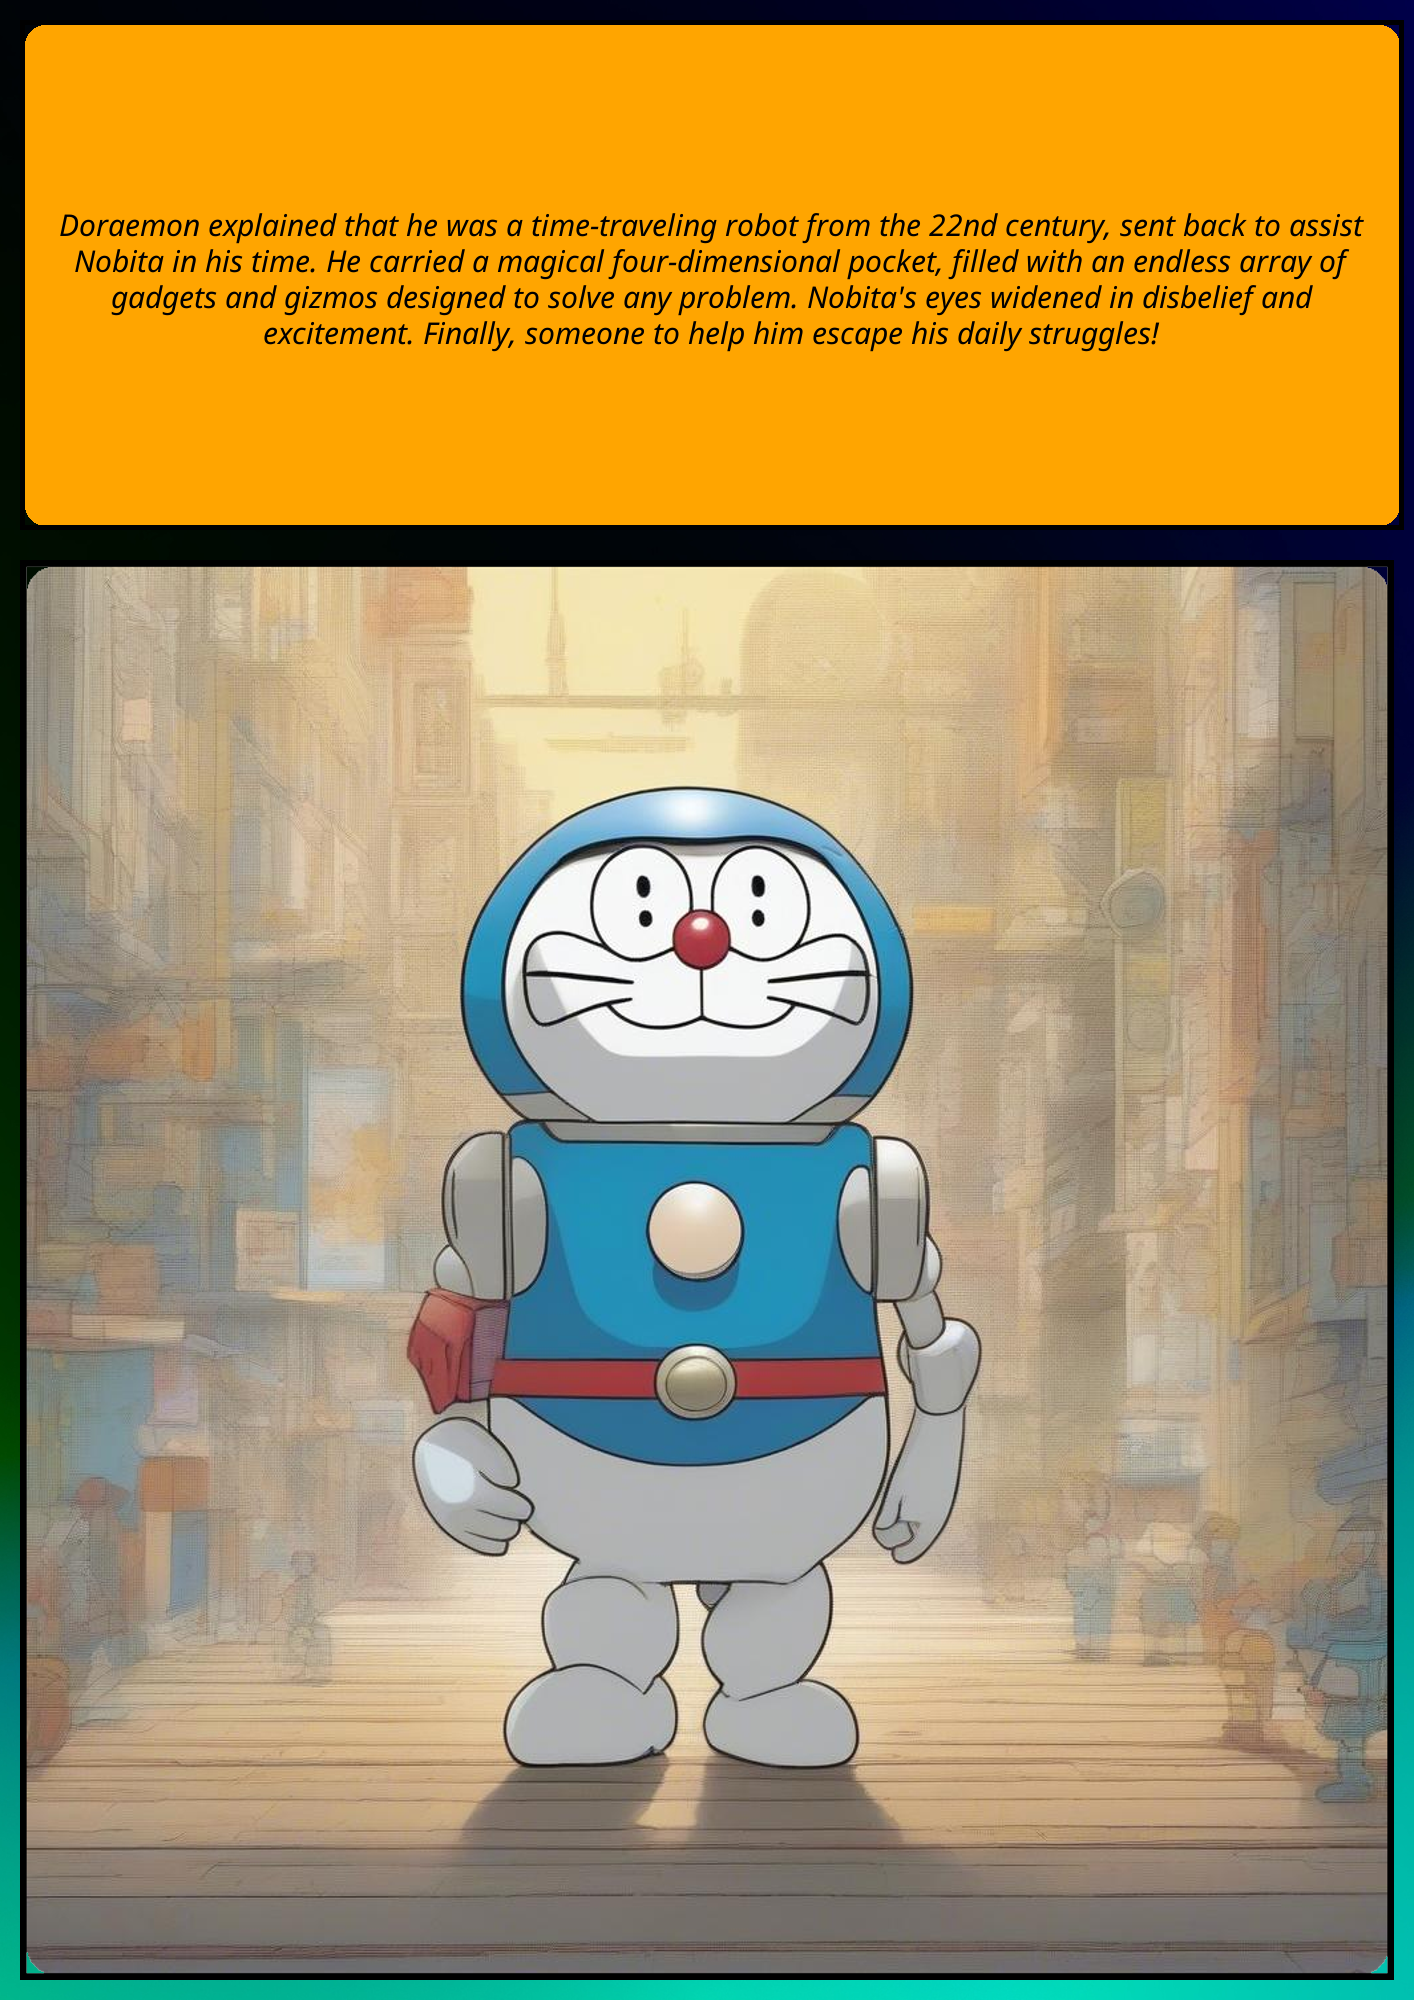 Doraemon explained that he was a time-traveling robot from the 22nd century, sent back to assist
Nobita in his time. He carried a magical four-dimensional pocket, filled with an endless array of
gadgets and gizmos designed to solve any problem. Nobita's eyes widened in disbelief and
excitement. Finally, someone to help him escape his daily struggles!